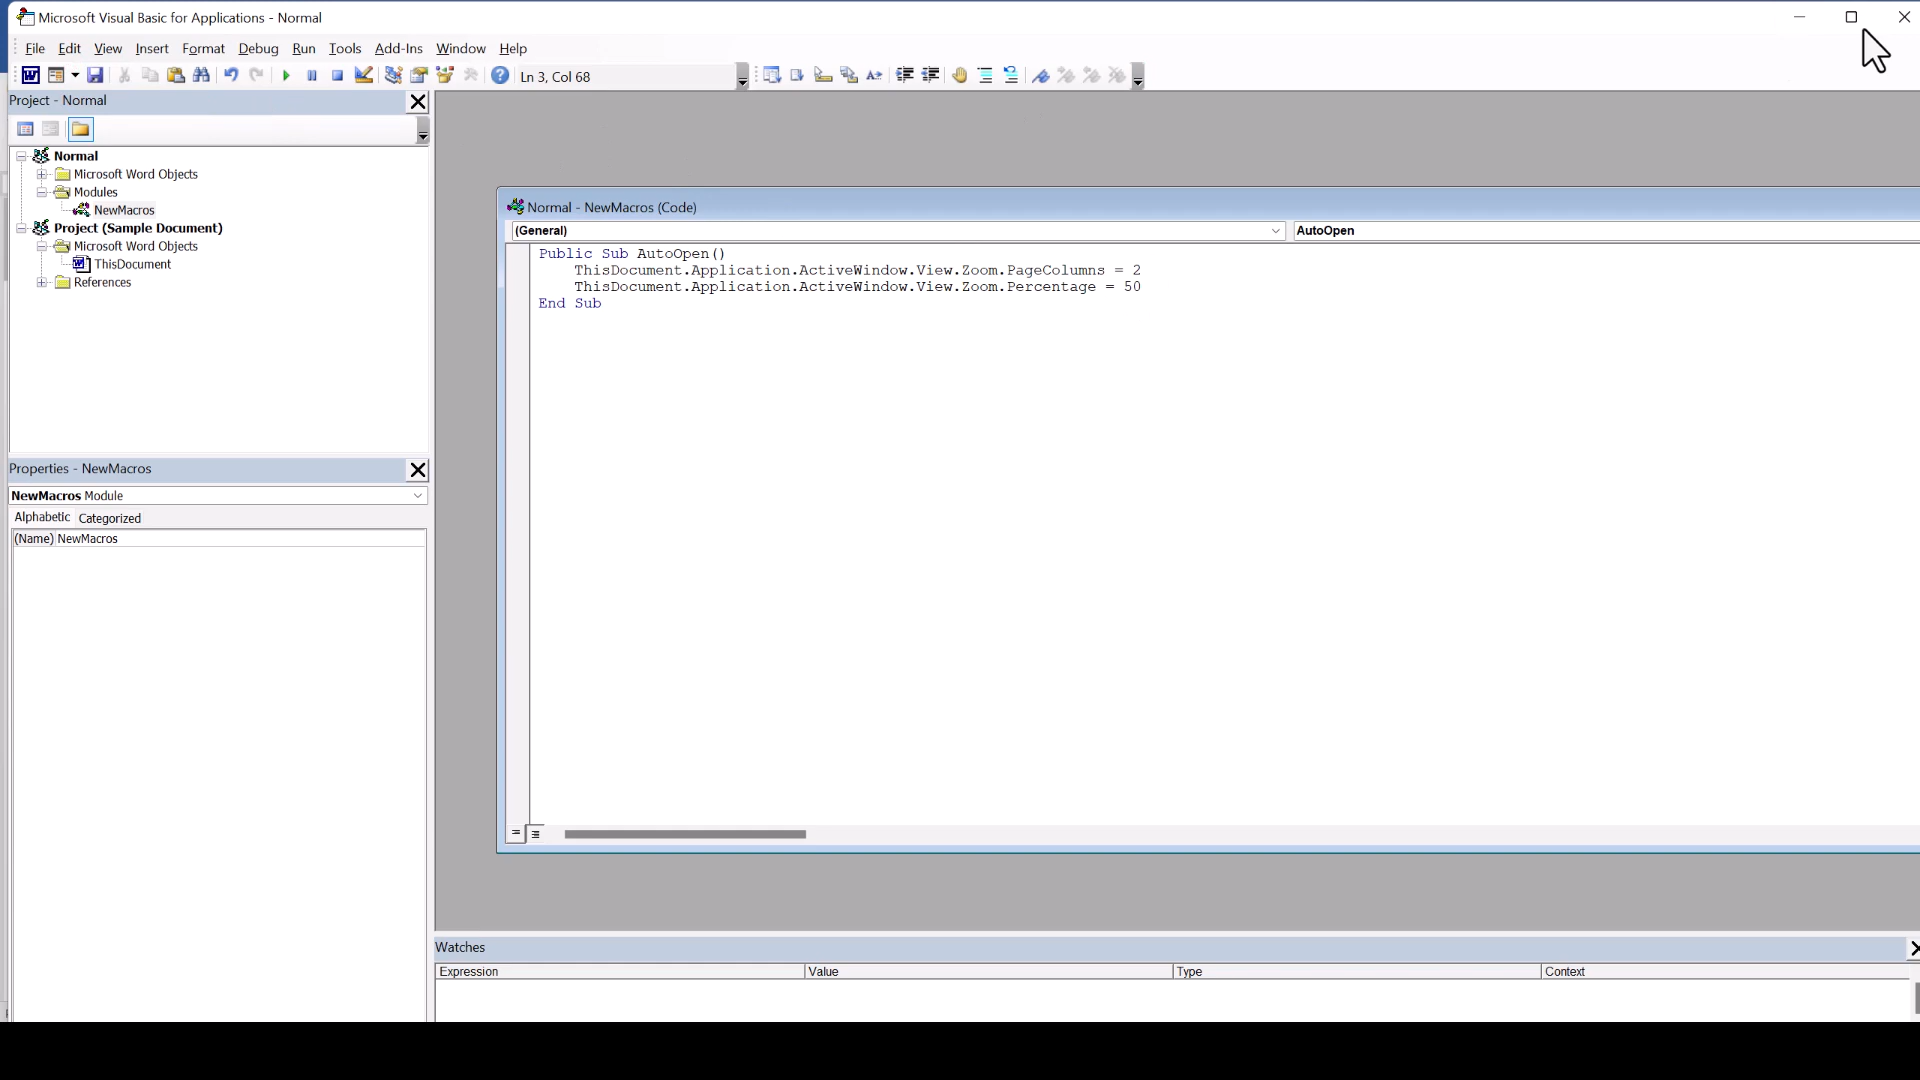 Microsoft Visual Basic for Applications - Normal
File Edit View Insert Format Debug Run Tools Add-Ins Window Help
Ln 3, Col 68
Project - Normal
Normal
Microsoft Word Objects
Modules
NewMacros
Project (Sample Document)
Microsoft Word Objects
ThisDocument
References
Normal - NewMacros (Code)
(General) AutoOpen
Public Sub AutoOpen()
ThisDocument.Application.ActiveWindow.View.Zoom.PageColumns = 2
ThisDocument.Application.ActiveWindow.View.Zoom.Percentage = 50
End Sub
Properties - NewMacros
NewMacros Module
Alphabetic Categorized
(Name) NewMacros
Watches
Expression Value Type Context